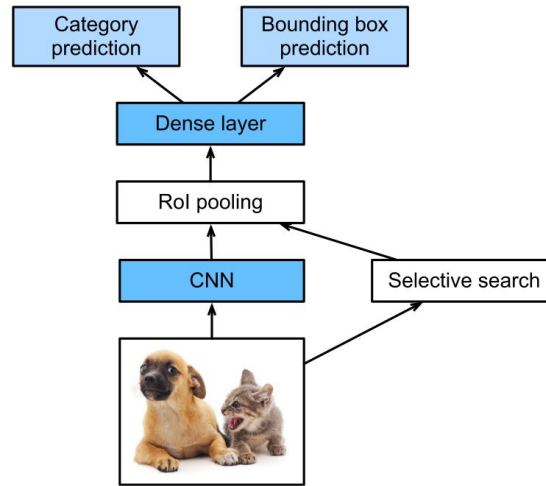 Category
prediction
Bounding box
prediction
Dense layer
RoI pooling
CNN
Selective search